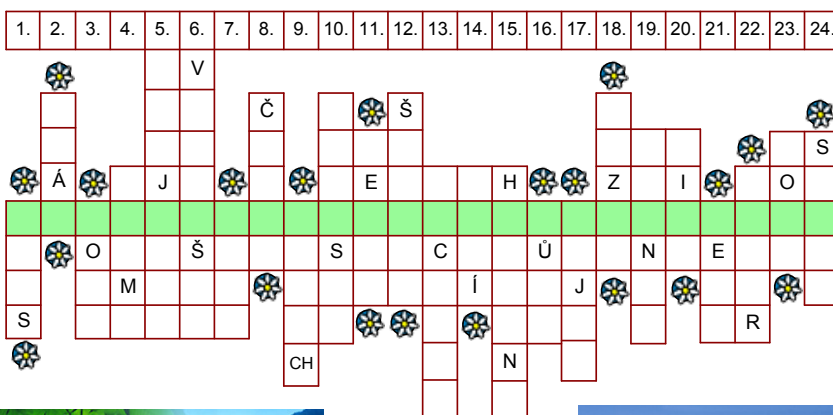 1. 2. 3. 4. 5. 6. 7. 8. 9. 10. 11. 12. 13. 14. 15. 16. 17. 18. 19. 20. 21. 22. 23. 24.
V
Č Š
S
Á J E H Z I O
O Š S C Ů N E
M Í J
S R
CH N